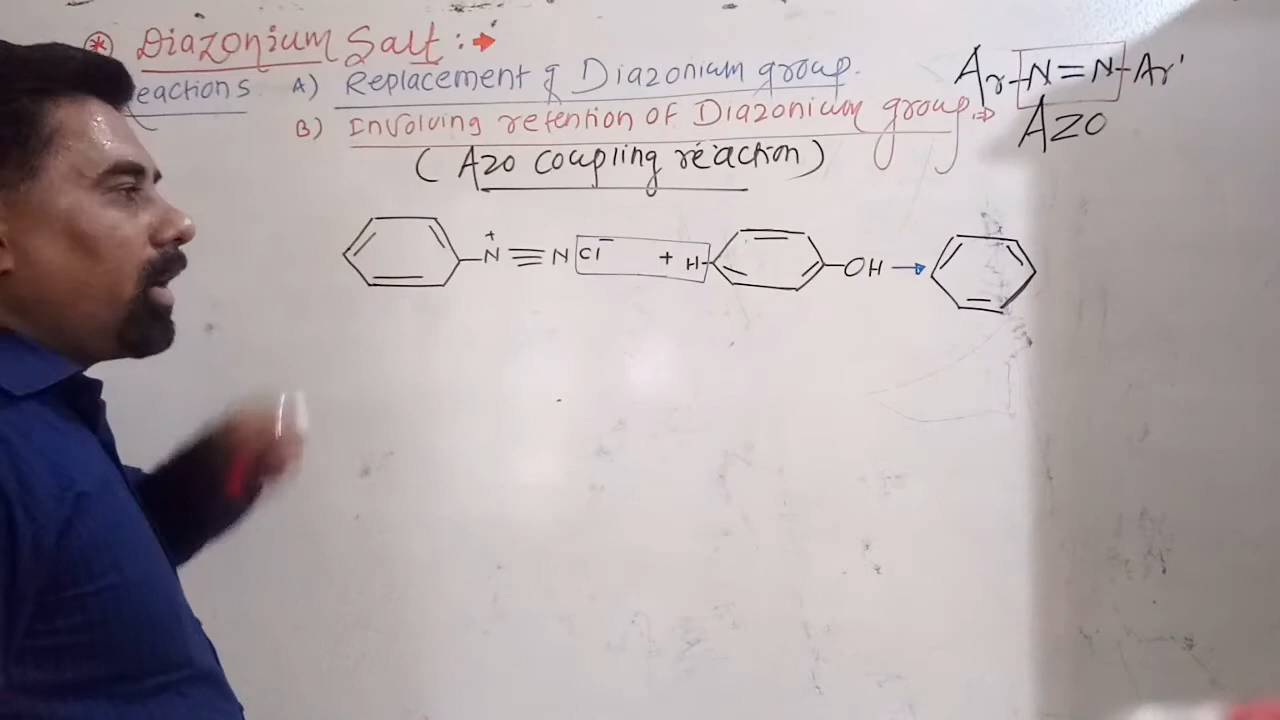 * Diazonium Salt :→
eactions A) Replacement of Diazonium group.
B) Involving retention of Diazonium group.⇒
(Azo coupling reaction)
Ar-N=N-Ar'
Azo
+
-N≡N Cl⁻ + H- -OH →